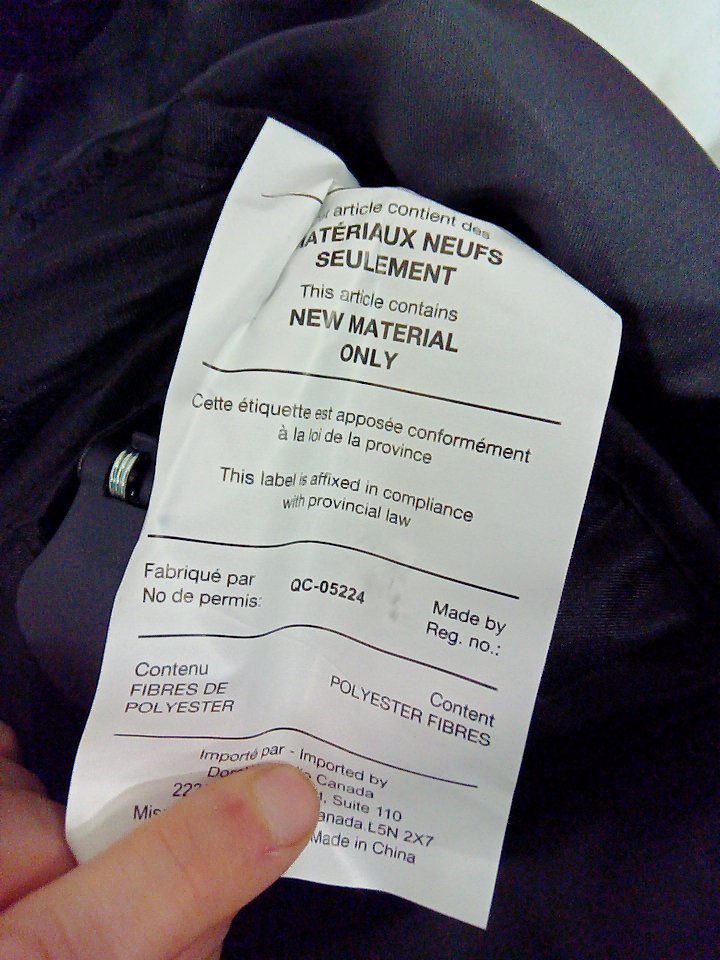 article contient des
MATÉRIAUX NEUFS
SEULEMENT
This article contains
NEW MATERIAL
ONLY
Cette étiquette est apposée conformément
à la loi de la province
This label is affixed in compliance
with provincial law
Fabriqué par
No de permis:
QC-05224
Made by
Reg. no.:
Contenu
FIBRES DE
POLYESTER
Content
POLYESTER FIBRES
Importé par - Imported by
Canada
Suite 110
L5N 2X7
Made in China